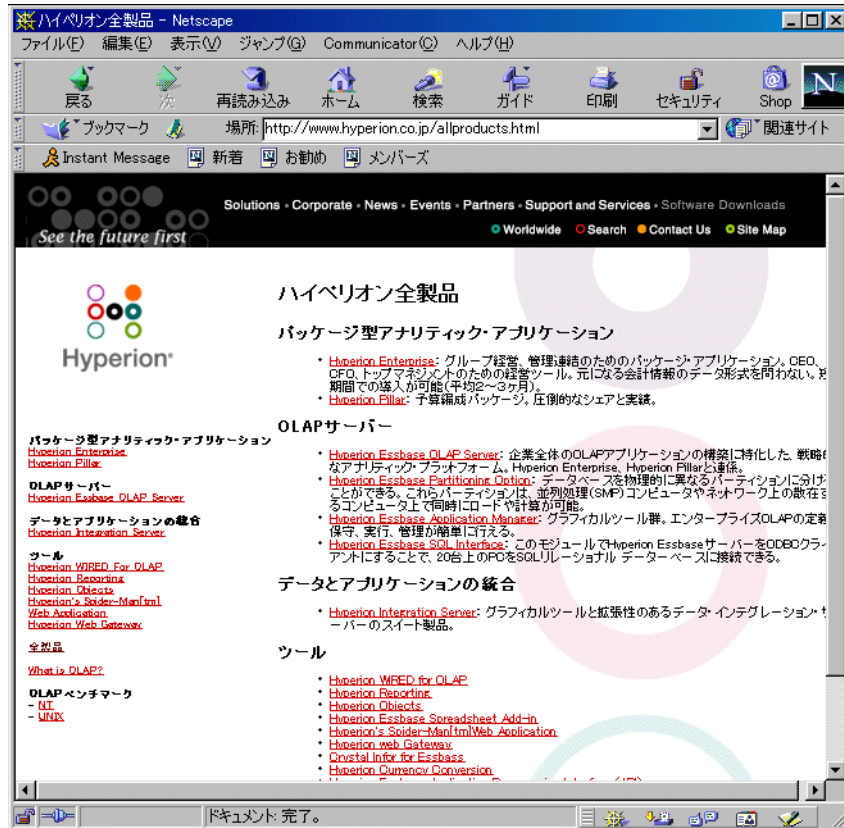 ハイペリオン全製品 - Netscape
ファイル(F) 編集(E) 表示(V) ジャンプ(G) Communicator(C) ヘルプ(H)
戻る 次 再読み込み ホーム 検索 ガイド 印刷 セキュリティ Shop N
ブックマーク 場所: http://www.hyperion.co.jp/allproducts.html 関連サイト
Instant Message 新着 お勧め メンバーズ
Solutions Corporate News Events Partners Support and Services Software Downloads
See the future first
Worldwide Search Contact Us Site Map
Hyperion
パッケージ型アナリティック・アプリケーション
Hyperion Enterprise
Hyperion Pillar
OLAPサーバー
Hyperion Essbase OLAP Server
データとアプリケーションの統合
Hyperion Integration Server
ツール
Hyperion WIRED For OLAP
Hyperion Reporting
Hyperion Objects
Hyperion's Spider-Man[tm]
Web Application
Hyperion Web Gateway
全製品
What is OLAP?
OLAPベンチマーク
- NT
- UNIX
ハイペリオン全製品
パッケージ型アナリティック・アプリケーション
・ Hyperion Enterprise: グループ経営、管理連結のためのパッケージ・アプリケーション。CEO、
CFO、トップマネジメントのための経営ツール。元になる会計情報のデータ形式を問わない。
期間での導入が可能(平均2～3ヶ月)。
・ Hyperion Pillar: 予算編成パッケージ。圧倒的なシェアと実績。
OLAPサーバー
・ Hyperion Essbase OLAP Server: 企業全体のOLAPアプリケーションの構築に特化した、戦略的
なアナリティック・プラットフォーム。Hyperion Enterprise、Hyperion Pillarと連係。
・ Hyperion Essbase Partitioning Option: データベースを物理的に異なるパーティションに分け
ことができる。これらパーティションは、並列処理(SMP)コンピュータやネットワーク上の散在す
るコンピュータ上で同時にロードや計算が可能。
・ Hyperion Essbase Application Manager: グラフィカルツール群。エンタープライズOLAPの定義
保守、実行、管理が簡単に行える。
・ Hyperion Essbase SQL Interface: このモジュールでHyperion EssbaseサーバーをODBCクライ
アントにすることで、20台上のPCをSQLリレーショナル データーベースに接続できる。
データとアプリケーションの統合
・ Hyperion Integration Server: グラフィカルツールと拡張性のあるデータ・インテグレーション・サ
ーバーのスイート製品。
ツール
・ Hyperion WIRED for OLAP
・ Hyperion Reporting
・ Hyperion Objects
・ Hyperion Essbase Spreadsheet Add-in
・ Hyperion's Spider-Man[tm]Web Application
・ Hyperion web Gateway
・ Crystal Infor for Essbass
・ Hyperion Currency Conversion
ドキュメント: 完了。